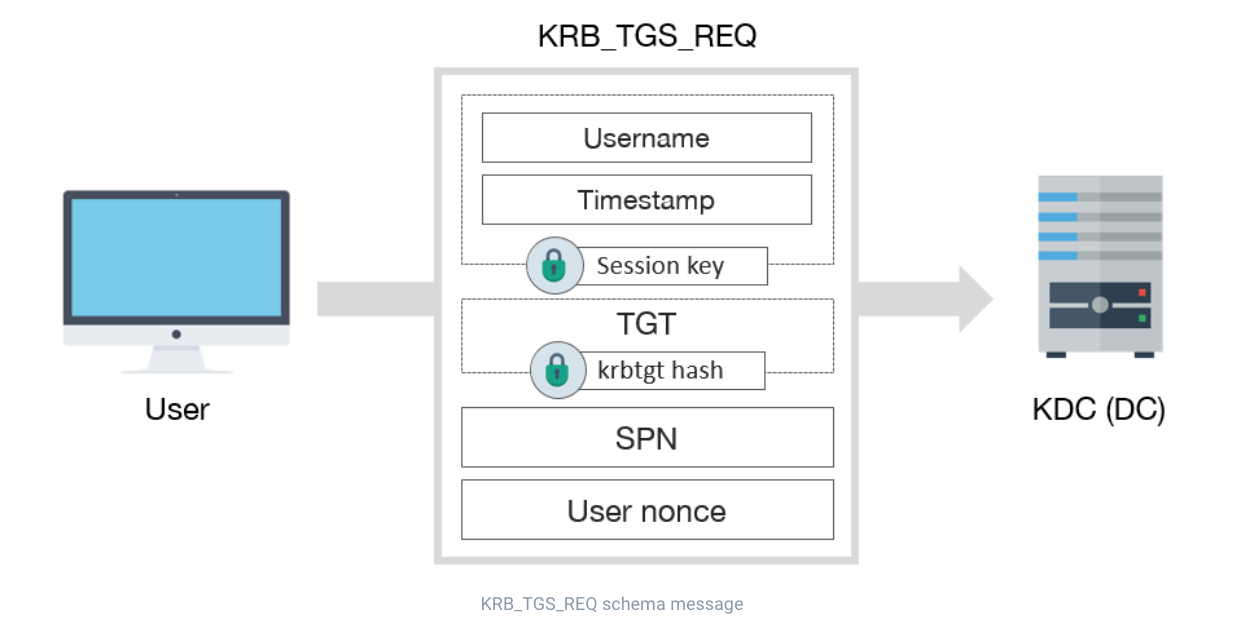 KRB_TGS_REQ
Username
Timestamp
Session key
TGT
krbtgt hash
User
KDC (DC)
SPN
User nonce
KRB_TGS_REQ schema message